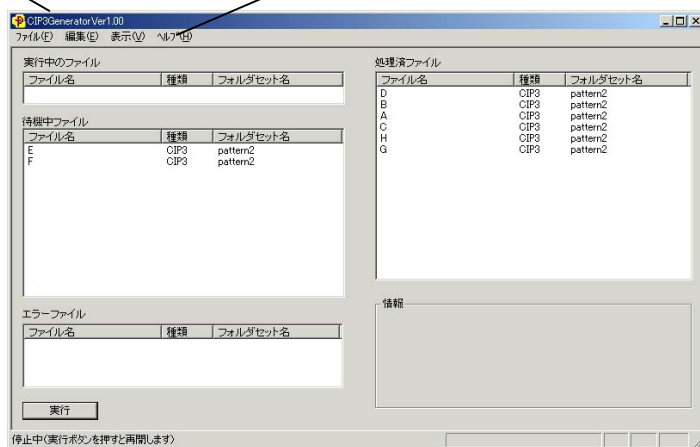 CIP3GeneratorVer1.00
ファイル(F) 編集(E) 表示(V) ヘルプ(H)
実行中のファイル
ファイル名 種類 フォルダセット名
待機中ファイル
ファイル名 種類 フォルダセット名
E CIP3 pattern2
F CIP3 pattern2
エラーファイル
ファイル名 種類 フォルダセット名
実行
処理済ファイル
ファイル名 種類 フォルダセット名
D CIP3 pattern2
B CIP3 pattern2
A CIP3 pattern2
C CIP3 pattern2
H CIP3 pattern2
G CIP3 pattern2
情報
停止中(実行ボタンを押すと再開します)